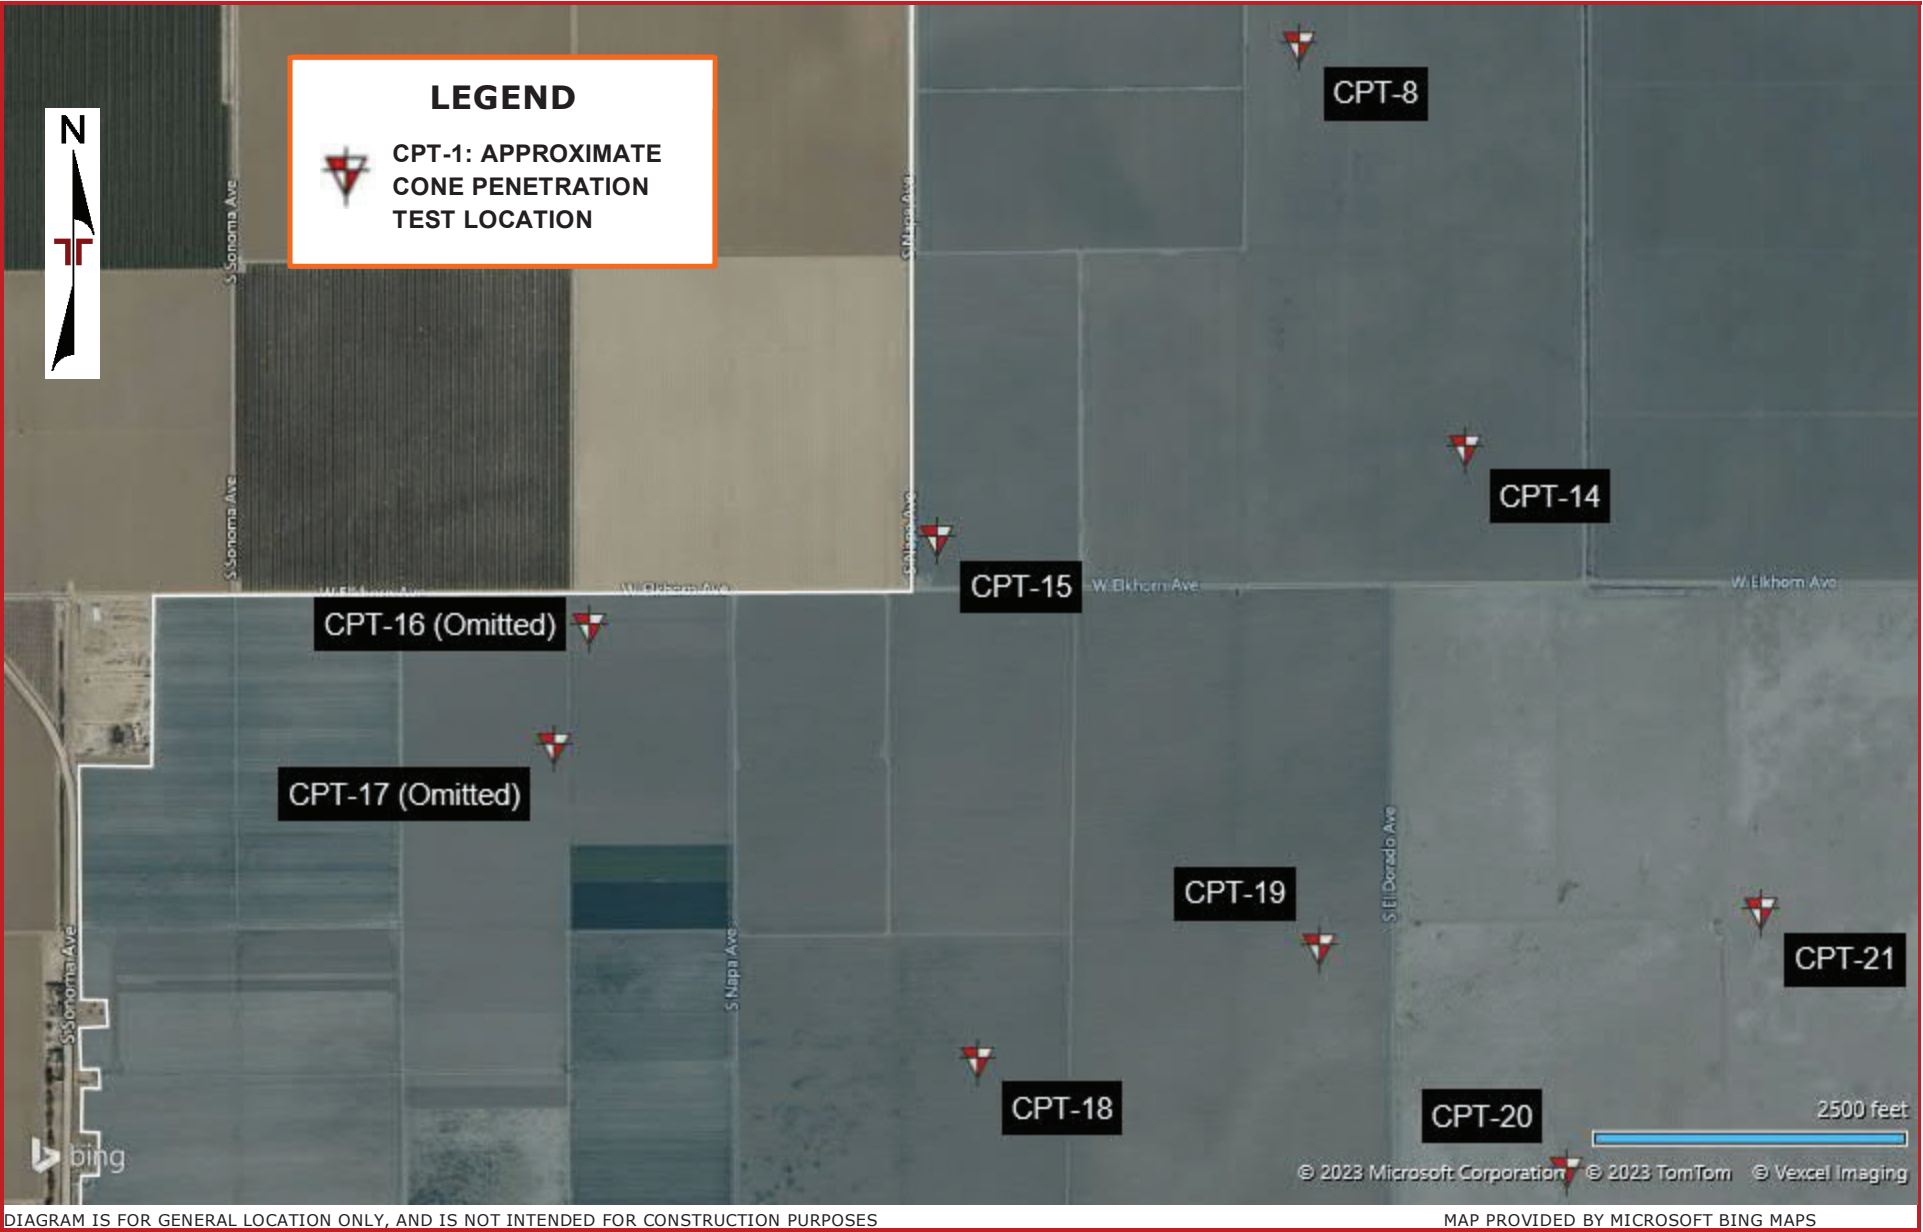 LEGEND
CPT-1: APPROXIMATE
CONE PENETRATION
TEST LOCATION
N
CPT-8
S Sonoma Ave
S Napa Ave
CPT-14
S Sonoma Ave
S Napa Ave
CPT-15
W Elkhorn Ave
W Elkhorn Ave
W Elkhorn Ave
W Elkhorn Ave
CPT-16 (Omitted)
CPT-17 (Omitted)
S El Dorado Ave
CPT-19
CPT-21
S Sonoma Ave
S Napa Ave
CPT-18
CPT-20
2500 feet
bing
© 2023 Microsoft Corporation © 2023 TomTom © Vexcel Imaging
DIAGRAM IS FOR GENERAL LOCATION ONLY, AND IS NOT INTENDED FOR CONSTRUCTION PURPOSES
MAP PROVIDED BY MICROSOFT BING MAPS